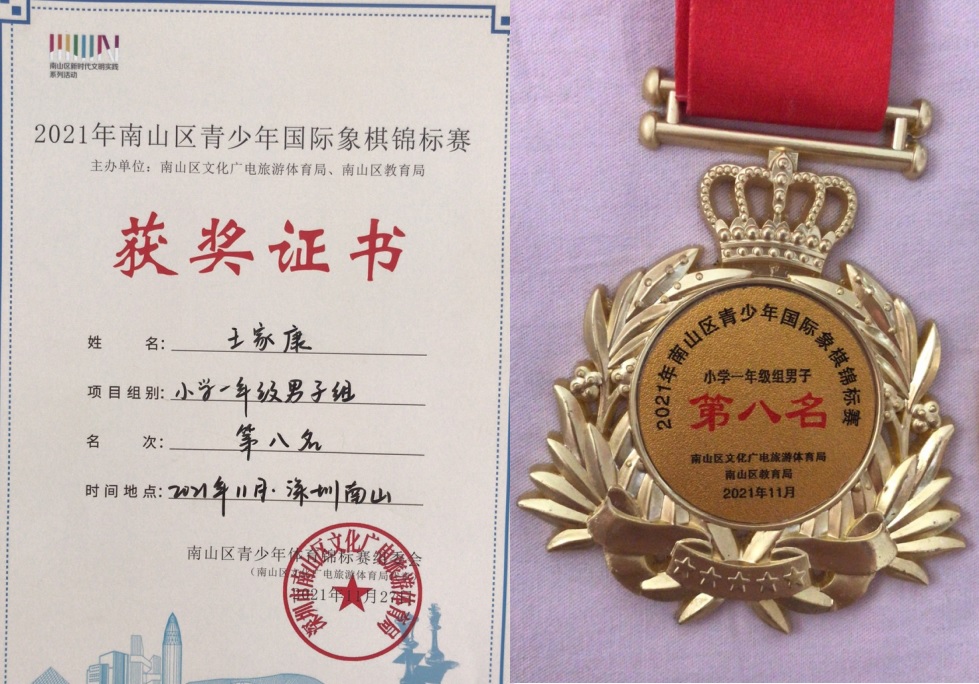 南山区新时代文明实践
系列活动
2021年南山区青少年国际象棋锦标赛
主办单位：南山区文化广电旅游体育局、南山区教育局
获奖证书
姓 名：王家康
项目组别：小学一年级男子组
名 次：第八名
时间地点：2021年11月·深圳南山
南山区青少年体育锦标赛组委会
（南山区文化广电旅游体育局
2021年11月27日
深圳市南山区文化广电旅游体育局
2021年南山区青少年国际象棋锦标赛
小学一年级组男子
第八名
南山区文化广电旅游体育局
南山区教育局
2021年11月